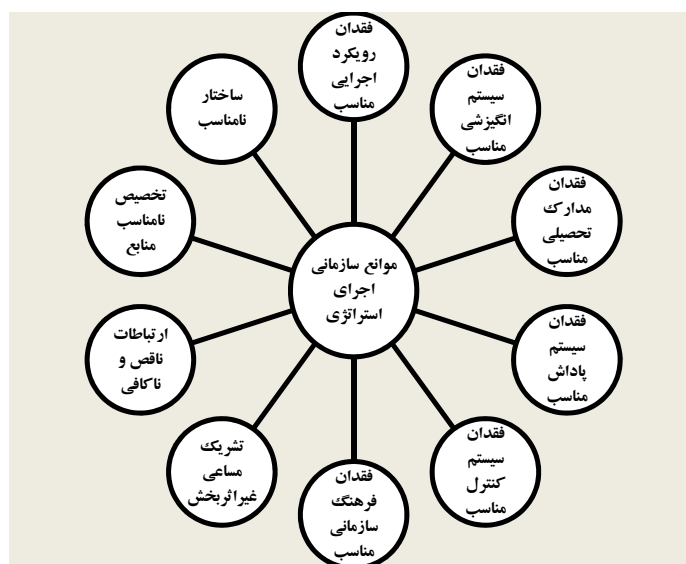 فقدان
رویکرد
اجرایی
مناسب
فقدان
سیستم
انگیزشی
مناسب
فقدان
مدارک
تحصیلی
مناسب
فقدان
سیستم
پاداش
مناسب
فقدان
سیستم
کنترل
مناسب
فقدان
فرهنگ
سازمانی
مناسب
تشریک
مساعی
غیراثربخش
ارتباطات
ناقص و
ناکافی
تخصیص
نامناسب
منابع
ساختار
نامناسب
موانع سازمانی
اجرای
استراتژی